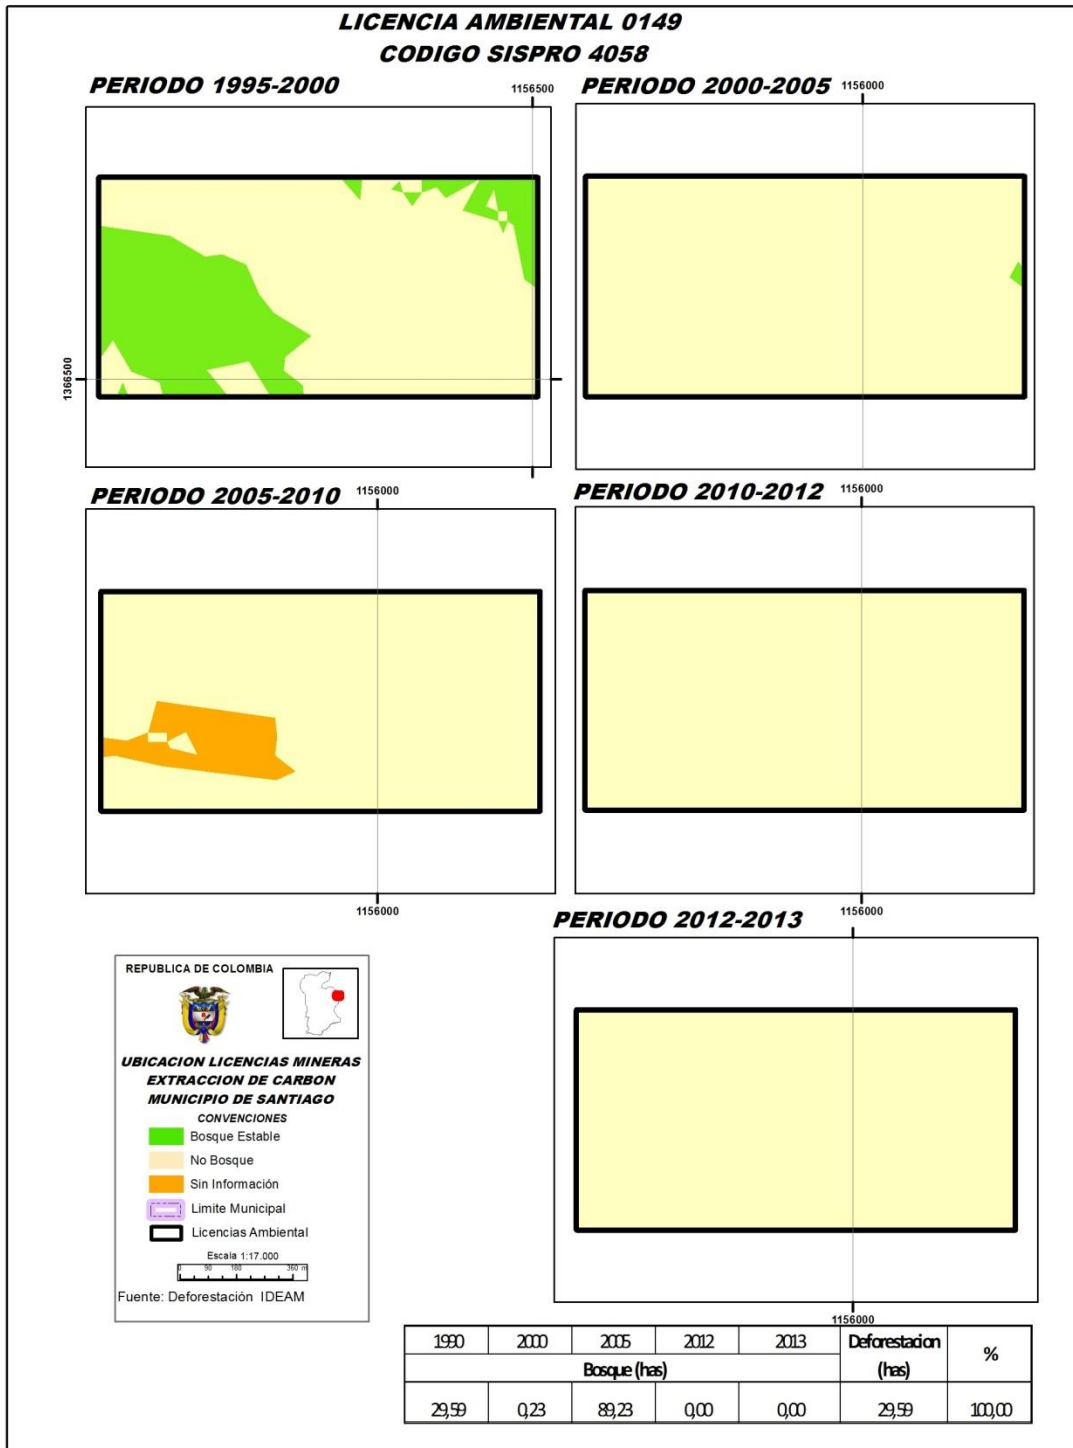 LICENCIA AMBIENTAL 0149
CODIGO SISPRO 4058
PERIODO 1995-2000
1156500
1366500
PERIODO 2000-2005
1156000
PERIODO 2005-2010
1156000
1156000
PERIODO 2010-2012
1156000
1156000
PERIODO 2012-2013
1156000
REPUBLICA DE COLOMBIA
UBICACION LICENCIAS MINERAS
EXTRACCION DE CARBON
MUNICIPIO DE SANTIAGO
CONVENCIONES
Bosque Estable
No Bosque
Sin Información
Limite Municipal
Licencias Ambiental
Escala 1:17.000
0 90 180 360 m
Fuente: Deforestación IDEAM
1990 2000 2005 2012 2013 Deforestacion (has) %
Bosque (has)
29,59 0,23 89,23 0,00 0,00 29,59 100,00